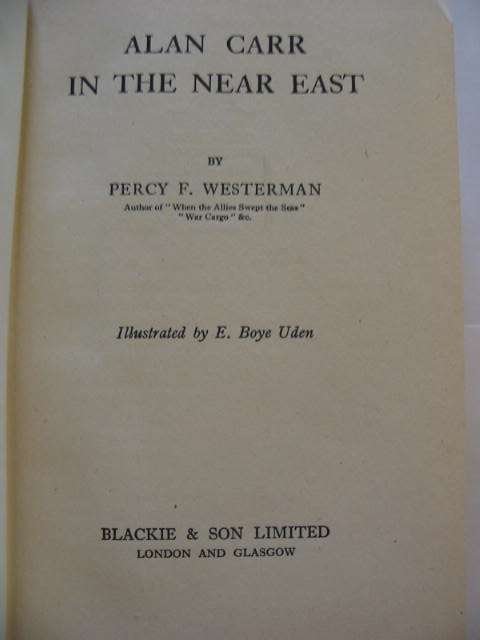 ALAN CARR
IN THE NEAR EAST
BY
PERCY F. WESTERMAN
Author of "When the Allies Swept the Seas"
"War Cargo" &c.
Illustrated by E. Boye Uden
BLACKIE & SON LIMITED
LONDON AND GLASGOW